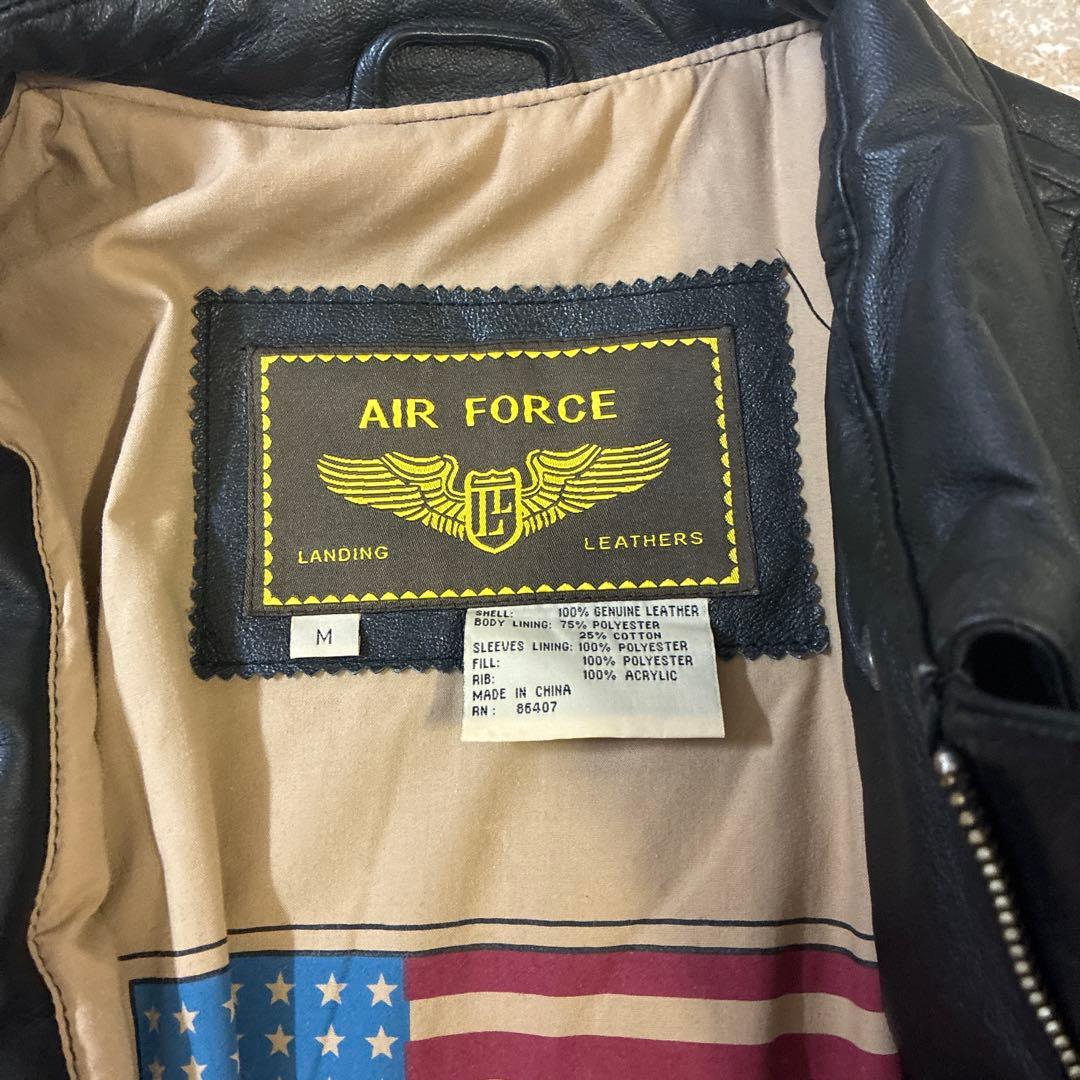 AIR FORCE
LL
LANDING LEATHERS
M
SHELL: 100% GENUINE LEATHER
BODY LINING: 75% POLYESTER
25% COTTON
SLEEVES LINING: 100% POLYESTER
FILL: 100% POLYESTER
RIB: 100% ACRYLIC
MADE IN CHINA
RN: 86407